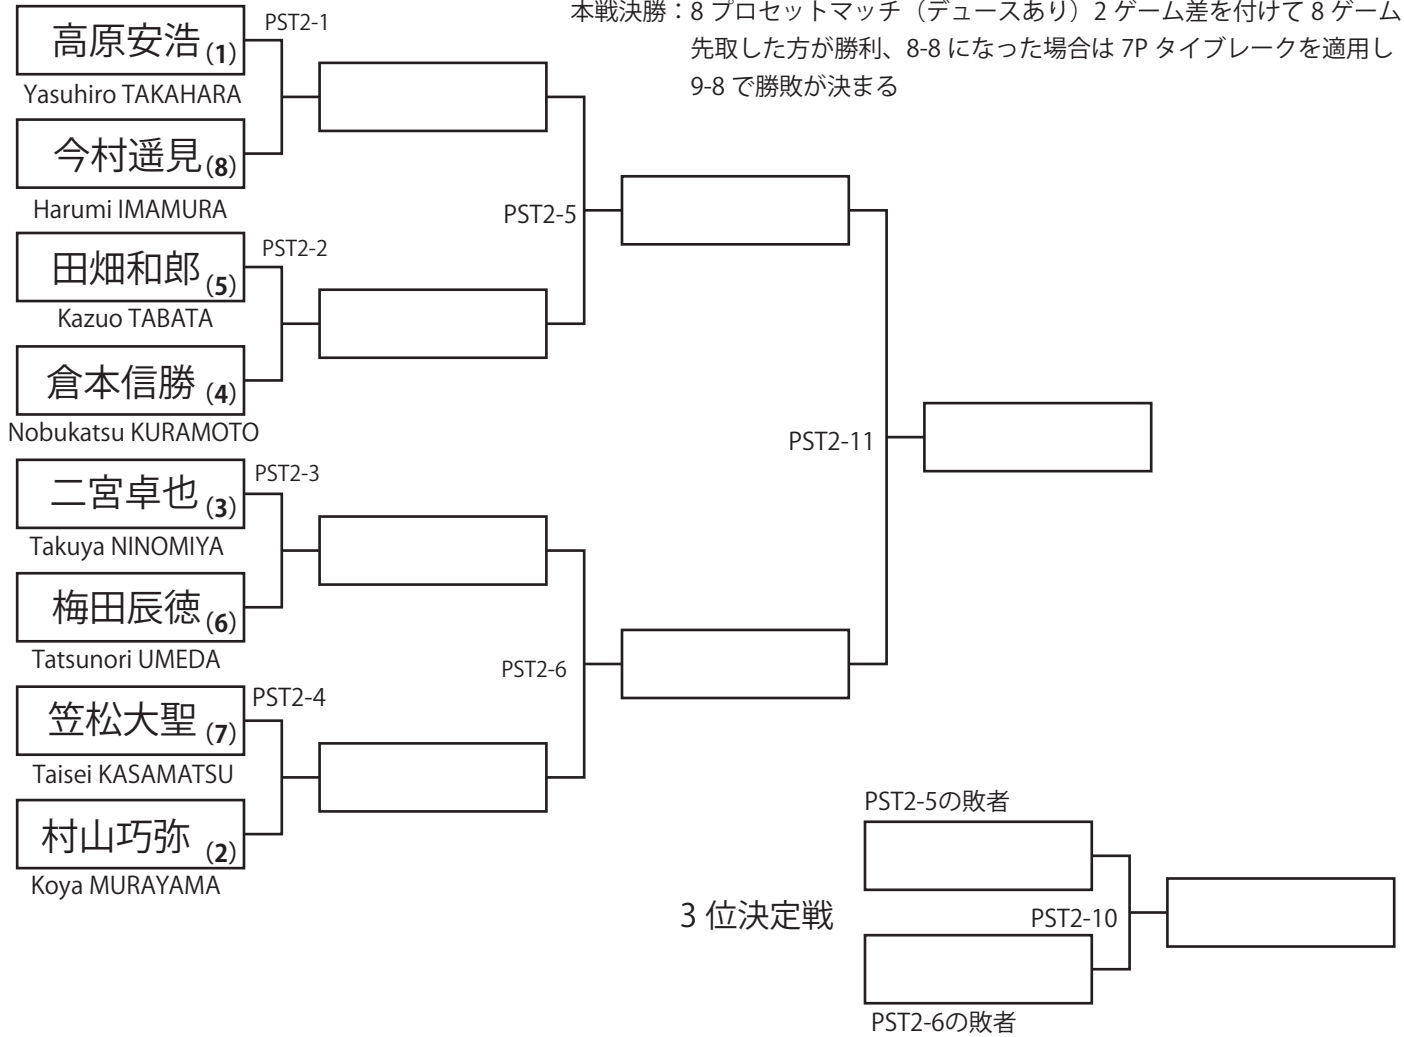 本戦決勝：8 プロセットマッチ（デュースあり）2 ゲーム差を付けて 8 ゲーム
先取した方が勝利、8-8 になった場合は 7P タイブレークを適用し
9-8 で勝敗が決まる
PST2-1
高原安浩 (1)
Yasuhiro TAKAHARA
今村遥見 (8)
Harumi IMAMURA
PST2-5
PST2-2
田畑和郎 (5)
Kazuo TABATA
倉本信勝 (4)
Nobukatsu KURAMOTO
PST2-11
PST2-3
二宮卓也 (3)
Takuya NINOMIYA
梅田辰徳 (6)
Tatsunori UMEDA
PST2-6
PST2-4
笠松大聖 (7)
Taisei KASAMATSU
村山巧弥 (2)
Koya MURAYAMA
PST2-5の敗者
3 位決定戦
PST2-10
PST2-6の敗者